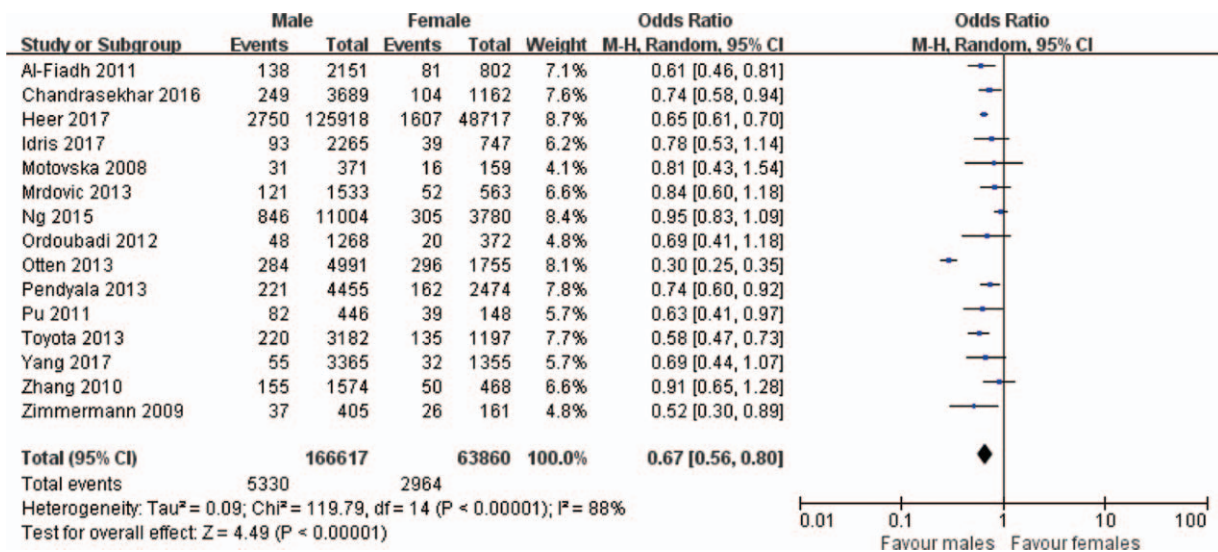 Male Female Odds Ratio Odds Ratio
Study or Subgroup Events Total Events Total Weight M-H, Random, 95% CI M-H, Random, 95% CI
Al-Fiadh 2011 138 2151 81 802 7.1% 0.61 [0.46, 0.81]
Chandrasekhar 2016 249 3689 104 1162 7.6% 0.74 [0.58, 0.94]
Heer 2017 2750 125918 1607 48717 8.7% 0.65 [0.61, 0.70]
Idris 2017 93 2265 39 747 6.2% 0.78 [0.53, 1.14]
Motovska 2008 31 371 16 159 4.1% 0.81 [0.43, 1.54]
Mrdovic 2013 121 1533 52 563 6.6% 0.84 [0.60, 1.18]
Ng 2015 846 11004 305 3780 8.4% 0.95 [0.83, 1.09]
Ordoubadi 2012 48 1268 20 372 4.8% 0.69 [0.41, 1.18]
Otten 2013 284 4991 296 1755 8.1% 0.30 [0.25, 0.35]
Pendyala 2013 221 4455 162 2474 7.8% 0.74 [0.60, 0.92]
Pu 2011 82 446 39 148 5.7% 0.63 [0.41, 0.97]
Toyota 2013 220 3182 135 1197 7.7% 0.58 [0.47, 0.73]
Yang 2017 55 3365 32 1355 5.7% 0.69 [0.44, 1.07]
Zhang 2010 155 1574 50 468 6.6% 0.91 [0.65, 1.28]
Zimmermann 2009 37 405 26 161 4.8% 0.52 [0.30, 0.89]
Total (95% CI) 166617 63860 100.0% 0.67 [0.56, 0.80]
Total events 5330 2964
Heterogeneity: Tau² = 0.09; Chi² = 119.79, df = 14 (P < 0.00001); I² = 88%
Test for overall effect: Z = 4.49 (P < 0.00001)
0.01 0.1 1 10 100
Favour males Favour females